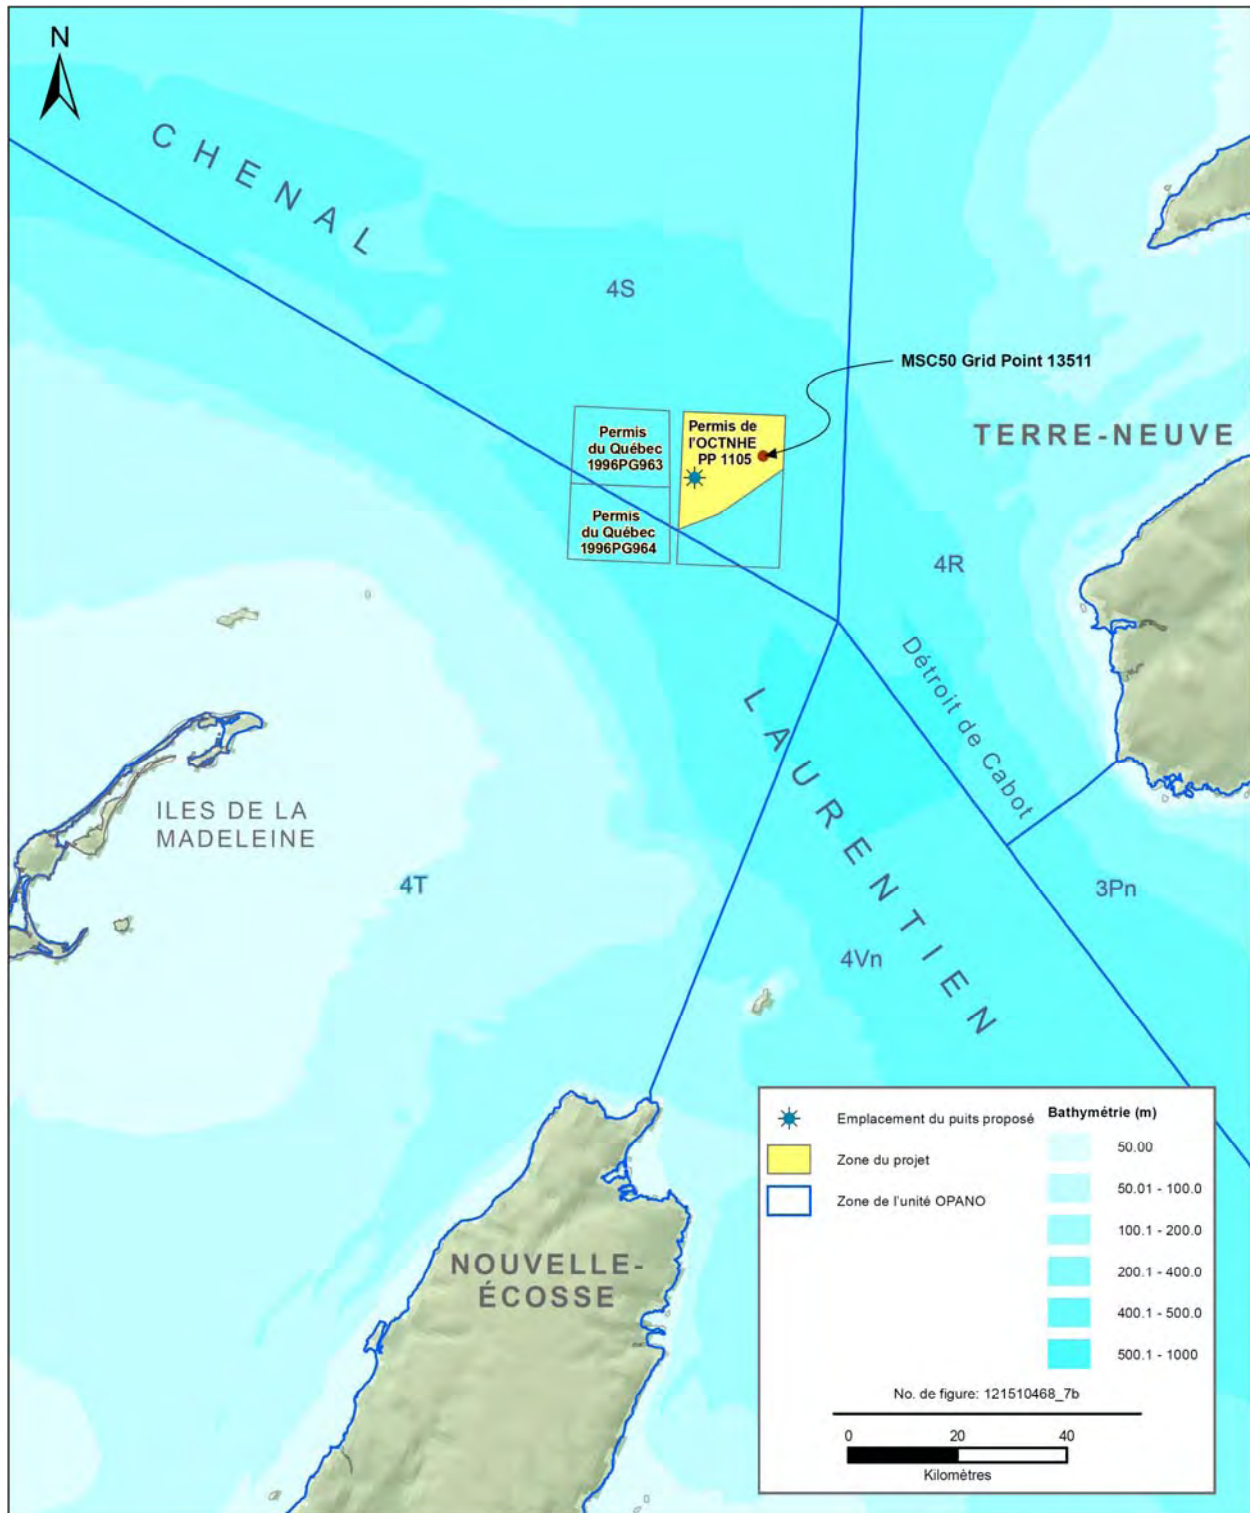 N
CHENAL
4S
MSC50 Grid Point 13511
TERRE-NEUVE
Permis
du Québec
1996PG963
Permis de
l'OCTNHE
PP 1105
Permis
du Québec
1996PG964
4R
Détroit de Cabot
LAURENTIEN
ILES DE LA
MADELEINE
4T
3Pn
4Vn
NOUVELLE-
ÉCOSSE
Emplacement du puits proposé
Zone du projet
Zone de l'unité OPANO
Bathymétrie (m)
50.00
50.01 - 100.0
100.1 - 200.0
200.1 - 400.0
400.1 - 500.0
500.1 - 1000
No. de figure: 121510468_7b
0 20 40
Kilomètres